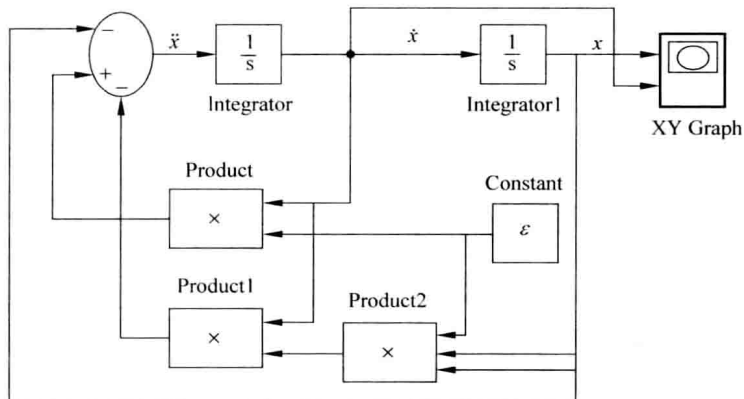 −
+
−
ẍ
1
s
Integrator
ẋ
1
s
Integrator1
x
XY Graph
Product
×
Constant
ε
Product1
×
Product2
×